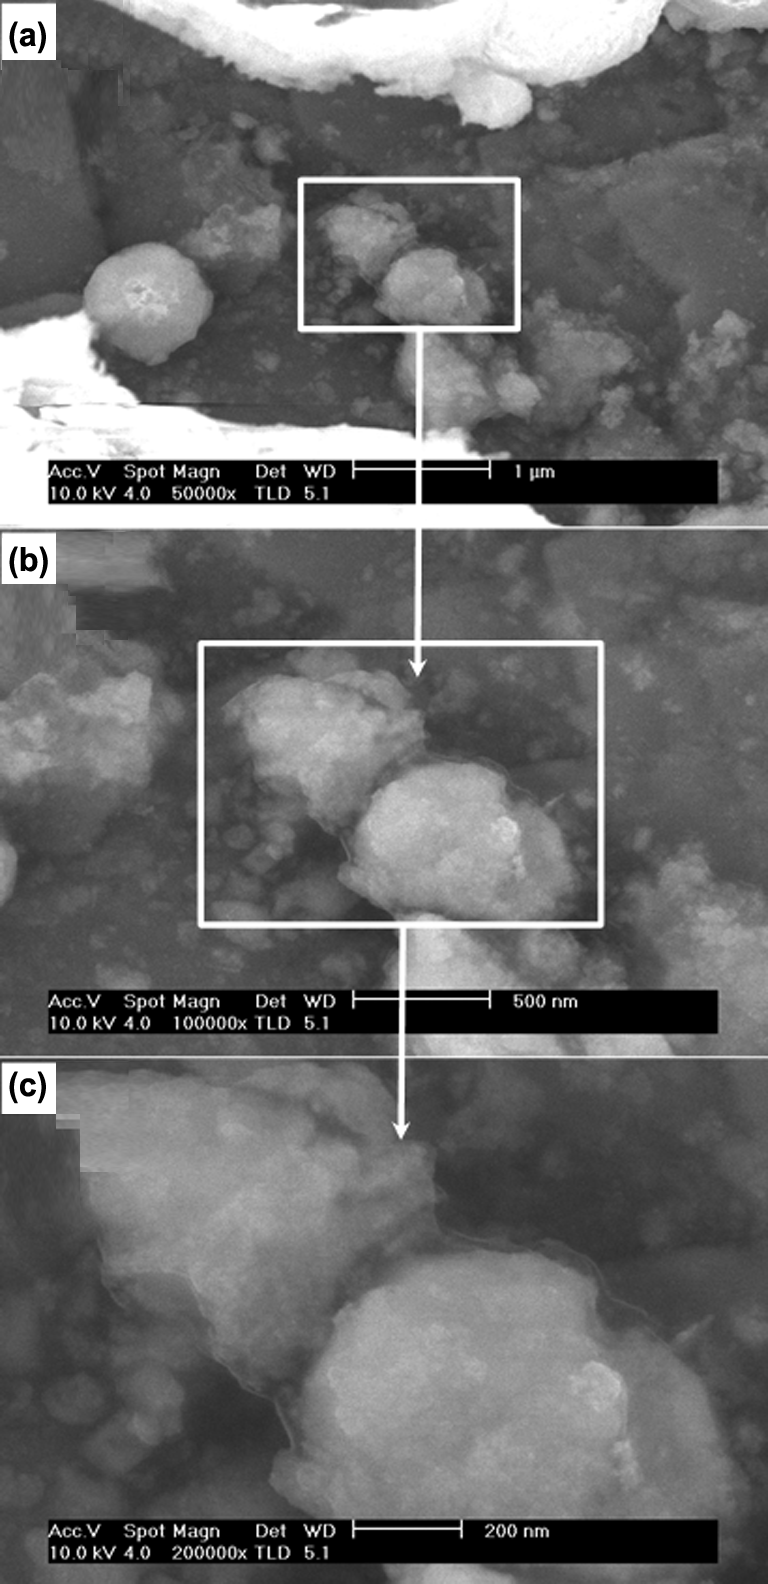 (a)
Acc.V Spot Magn Det WD 1 µm
10.0 kV 4.0 50000x TLD 5.1
(b)
Acc.V Spot Magn Det WD 500 nm
10.0 kV 4.0 100000x TLD 5.1
(c)
Acc.V Spot Magn Det WD 200 nm
10.0 kV 4.0 200000x TLD 5.1